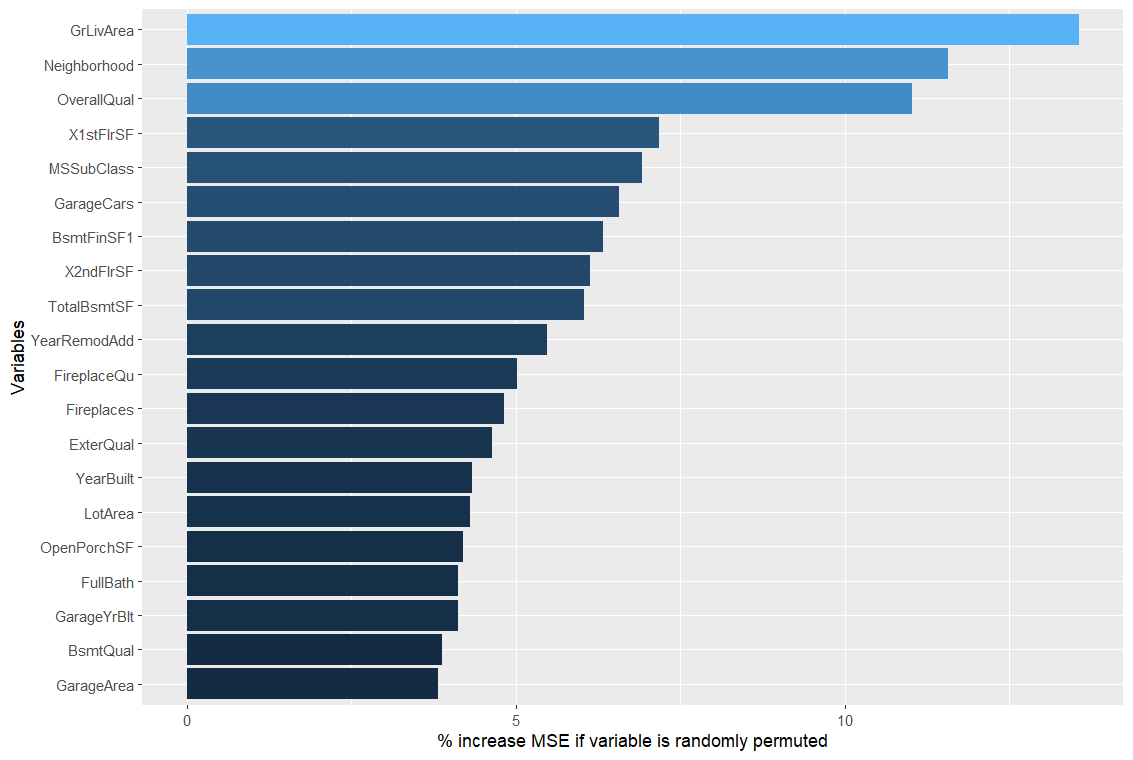 GrLivArea
Neighborhood
OverallQual
X1stFlrSF
MSSubClass
GarageCars
BsmtFinSF1
X2ndFlrSF
TotalBsmtSF
YearRemodAdd
FireplaceQu
Fireplaces
ExterQual
YearBuilt
LotArea
OpenPorchSF
FullBath
GarageYrBlt
BsmtQual
GarageArea
Variables
0 5 10
% increase MSE if variable is randomly permuted